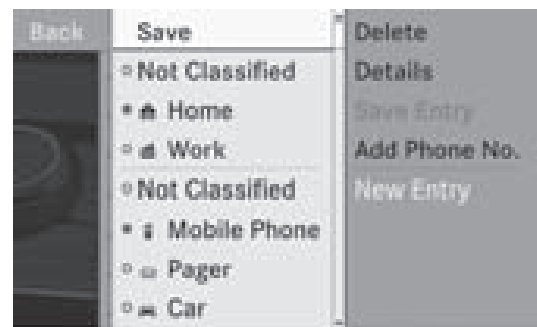 Back
Save
Not Classified
Home
Work
Not Classified
Mobile Phone
Pager
Car
Delete
Details
Save Entry
Add Phone No.
New Entry